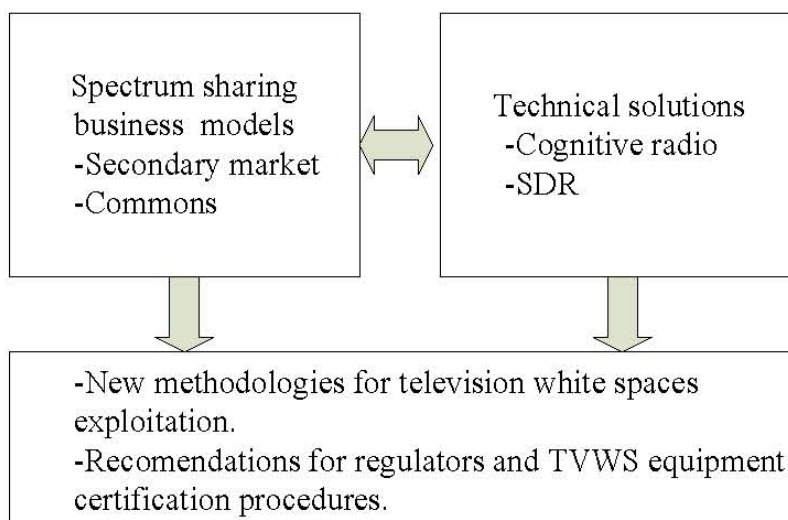 Spectrum sharing
business models
-Secondary market
-Commons
Technical solutions
-Cognitive radio
-SDR
-New methodologies for television white spaces
exploitation.
-Recomendations for regulators and TVWS equipment
certification procedures.